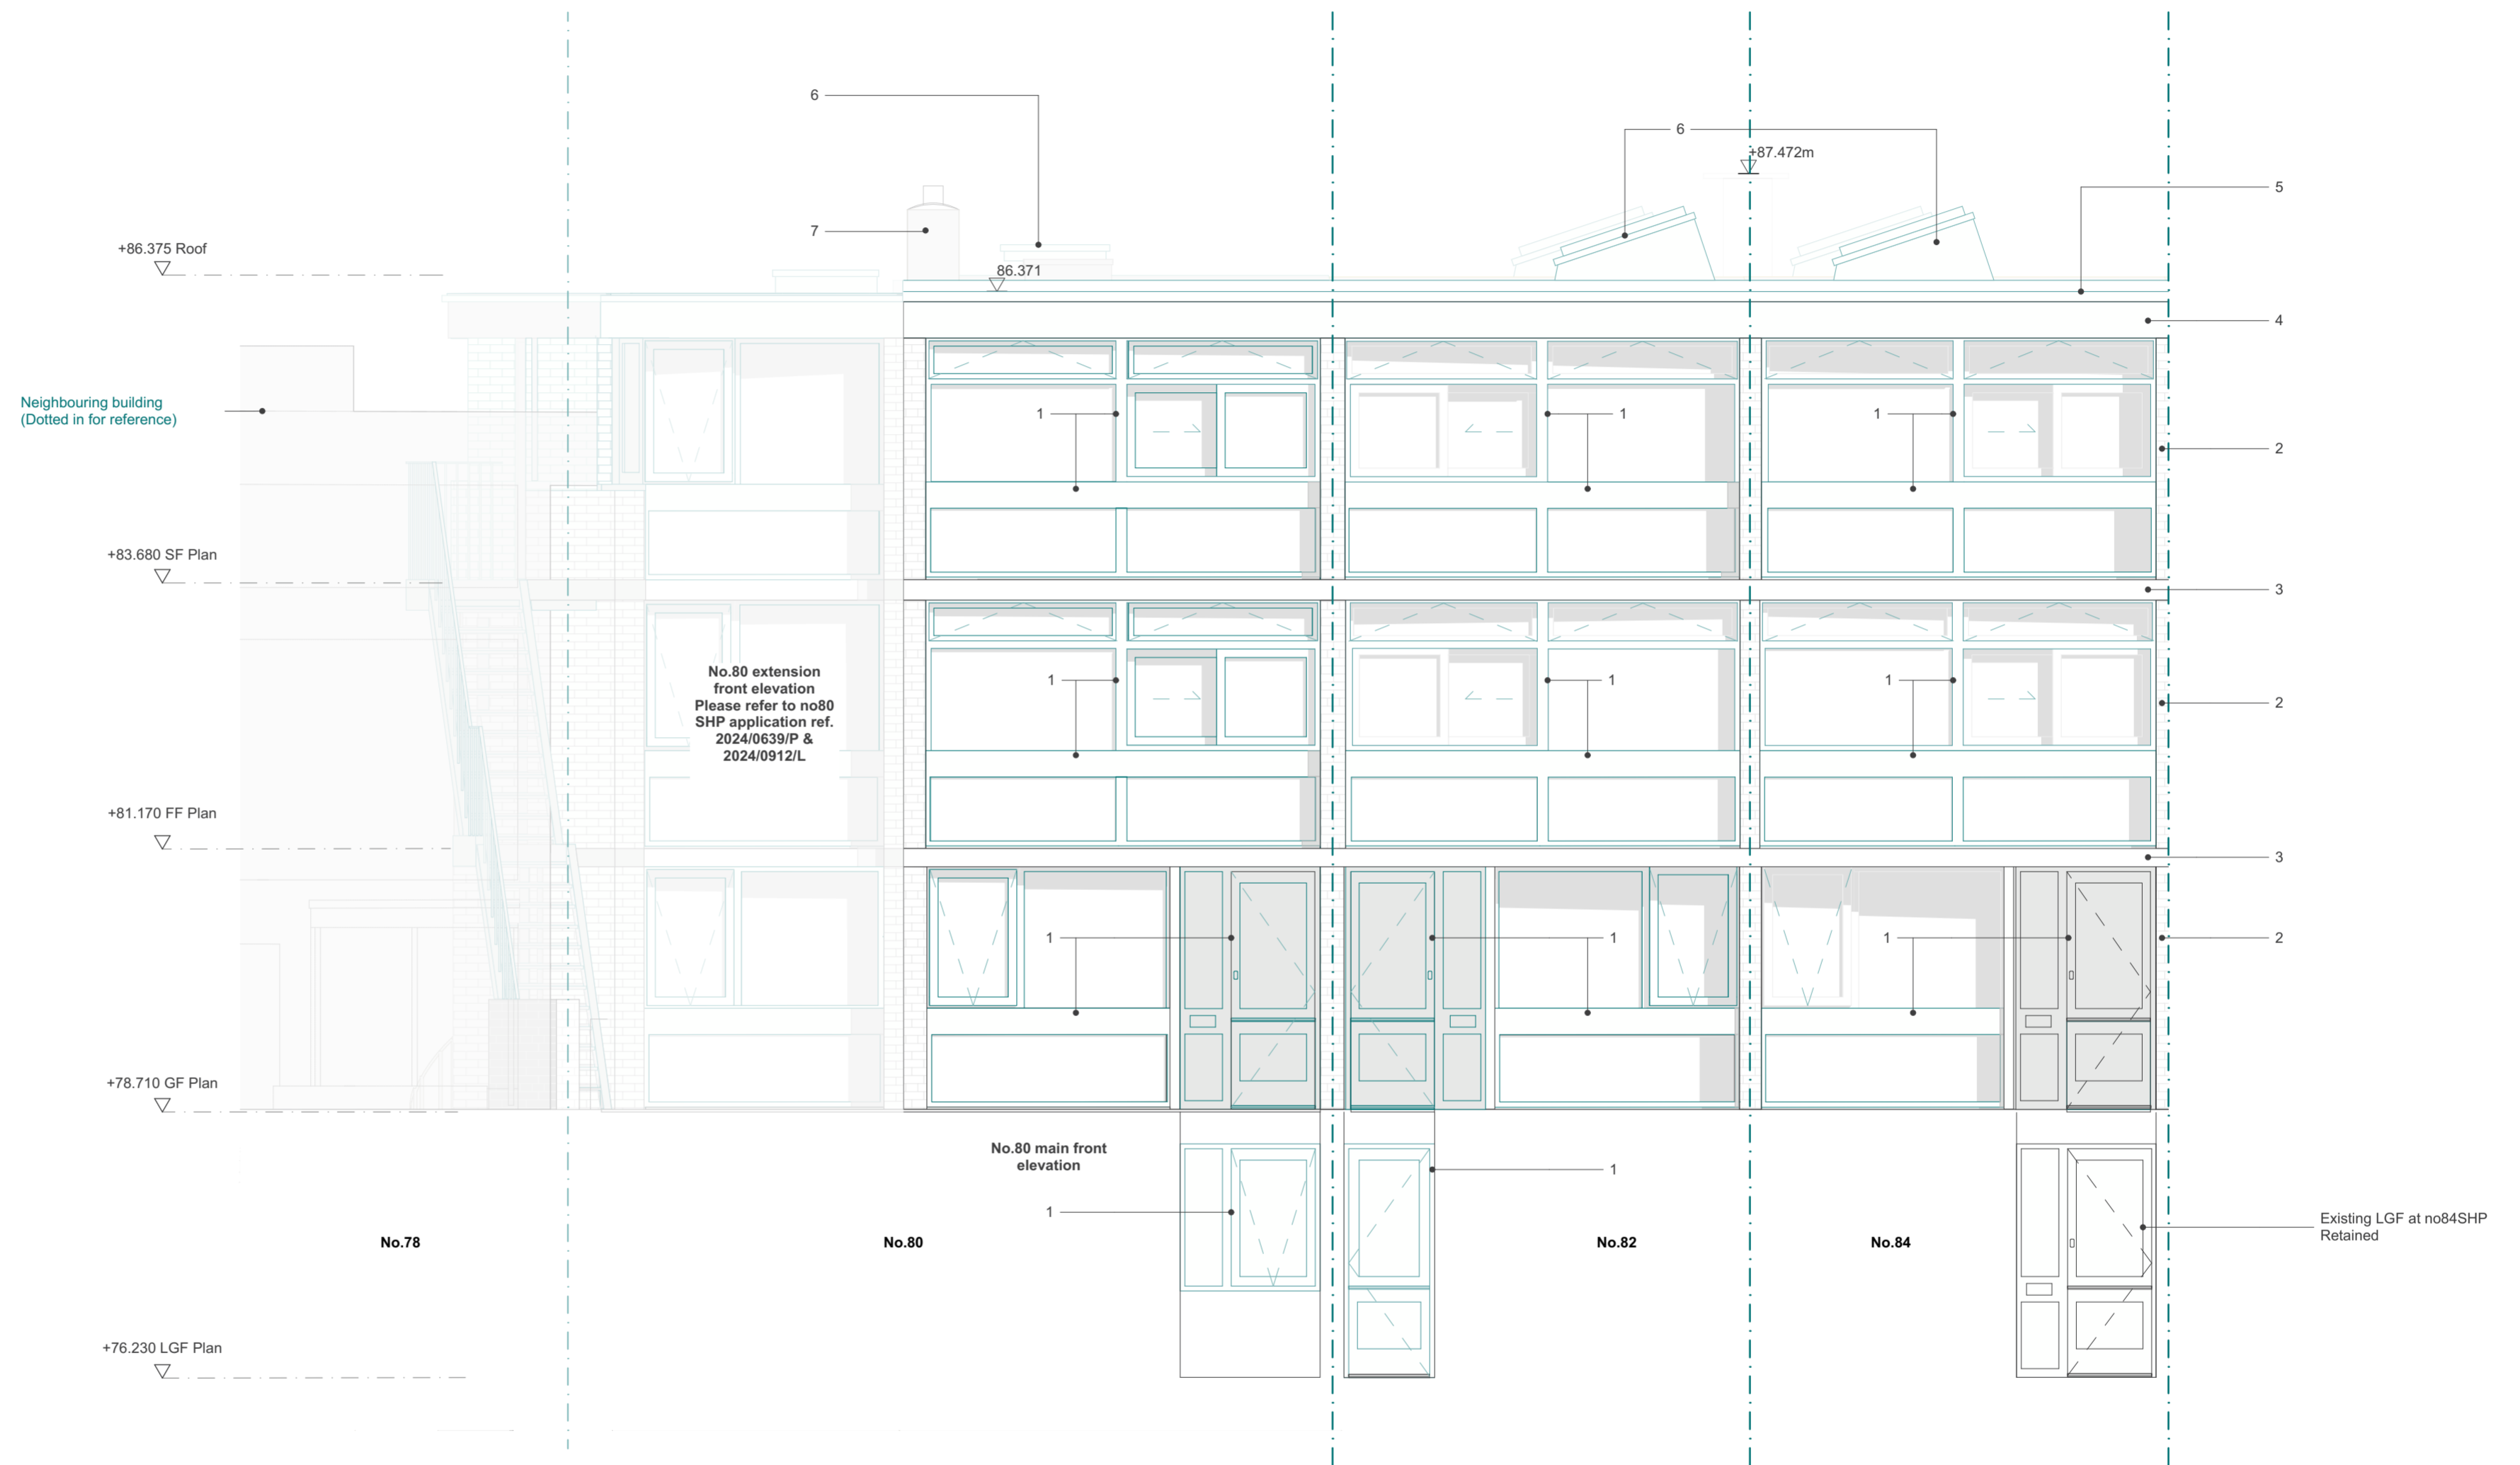 6
6
+87.472m
5
7
+86.375 Roof
86.371
4
Neighbouring building
(Dotted in for reference)
1
1
1
2
+83.680 SF Plan
3
No.80 extension
front elevation
Please refer to no80
SHP application ref.
2024/0639/P &
2024/0912/L
1
1
1
2
+81.170 FF Plan
3
1
1
1
2
+78.710 GF Plan
No.80 main front
elevation
1
1
Existing LGF at no84SHP
Retained
No.78
No.80
No.82
No.84
+76.230 LGF Plan